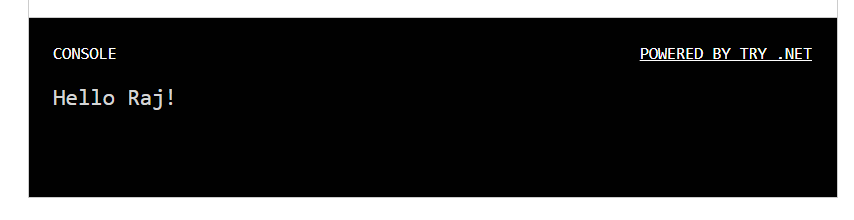 CONSOLE POWERED BY TRY .NET
Hello Raj!